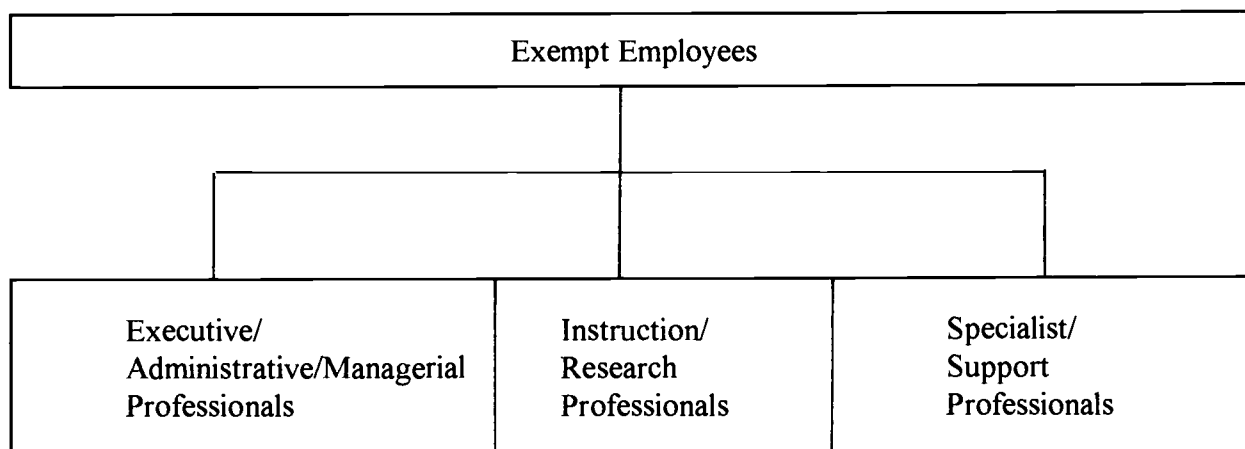 Exempt Employees
Executive/
Administrative/Managerial
Professionals
Instruction/
Research
Professionals
Specialist/
Support
Professionals